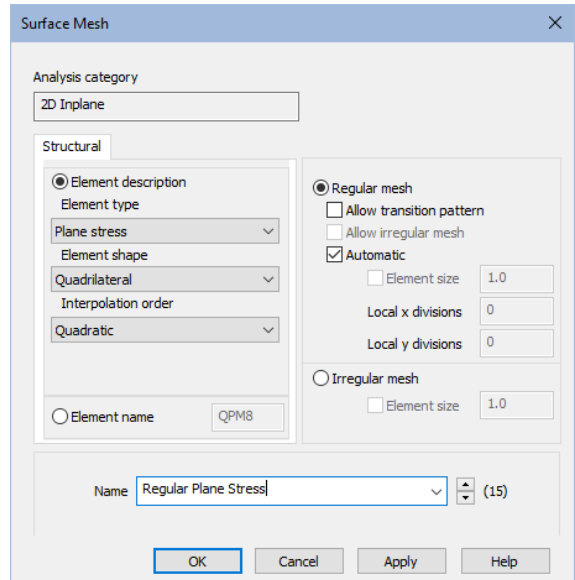 Surface Mesh
Analysis category
2D Inplane
Structural
Element description
Element type
Plane stress
Element shape
Quadrilateral
Interpolation order
Quadratic
Element name QPM8
Regular mesh
Allow transition pattern
Allow irregular mesh
Automatic
Element size 1.0
Local x divisions 0
Local y divisions 0
Irregular mesh
Element size 1.0
Name Regular Plane Stress (15)
OK Cancel Apply Help